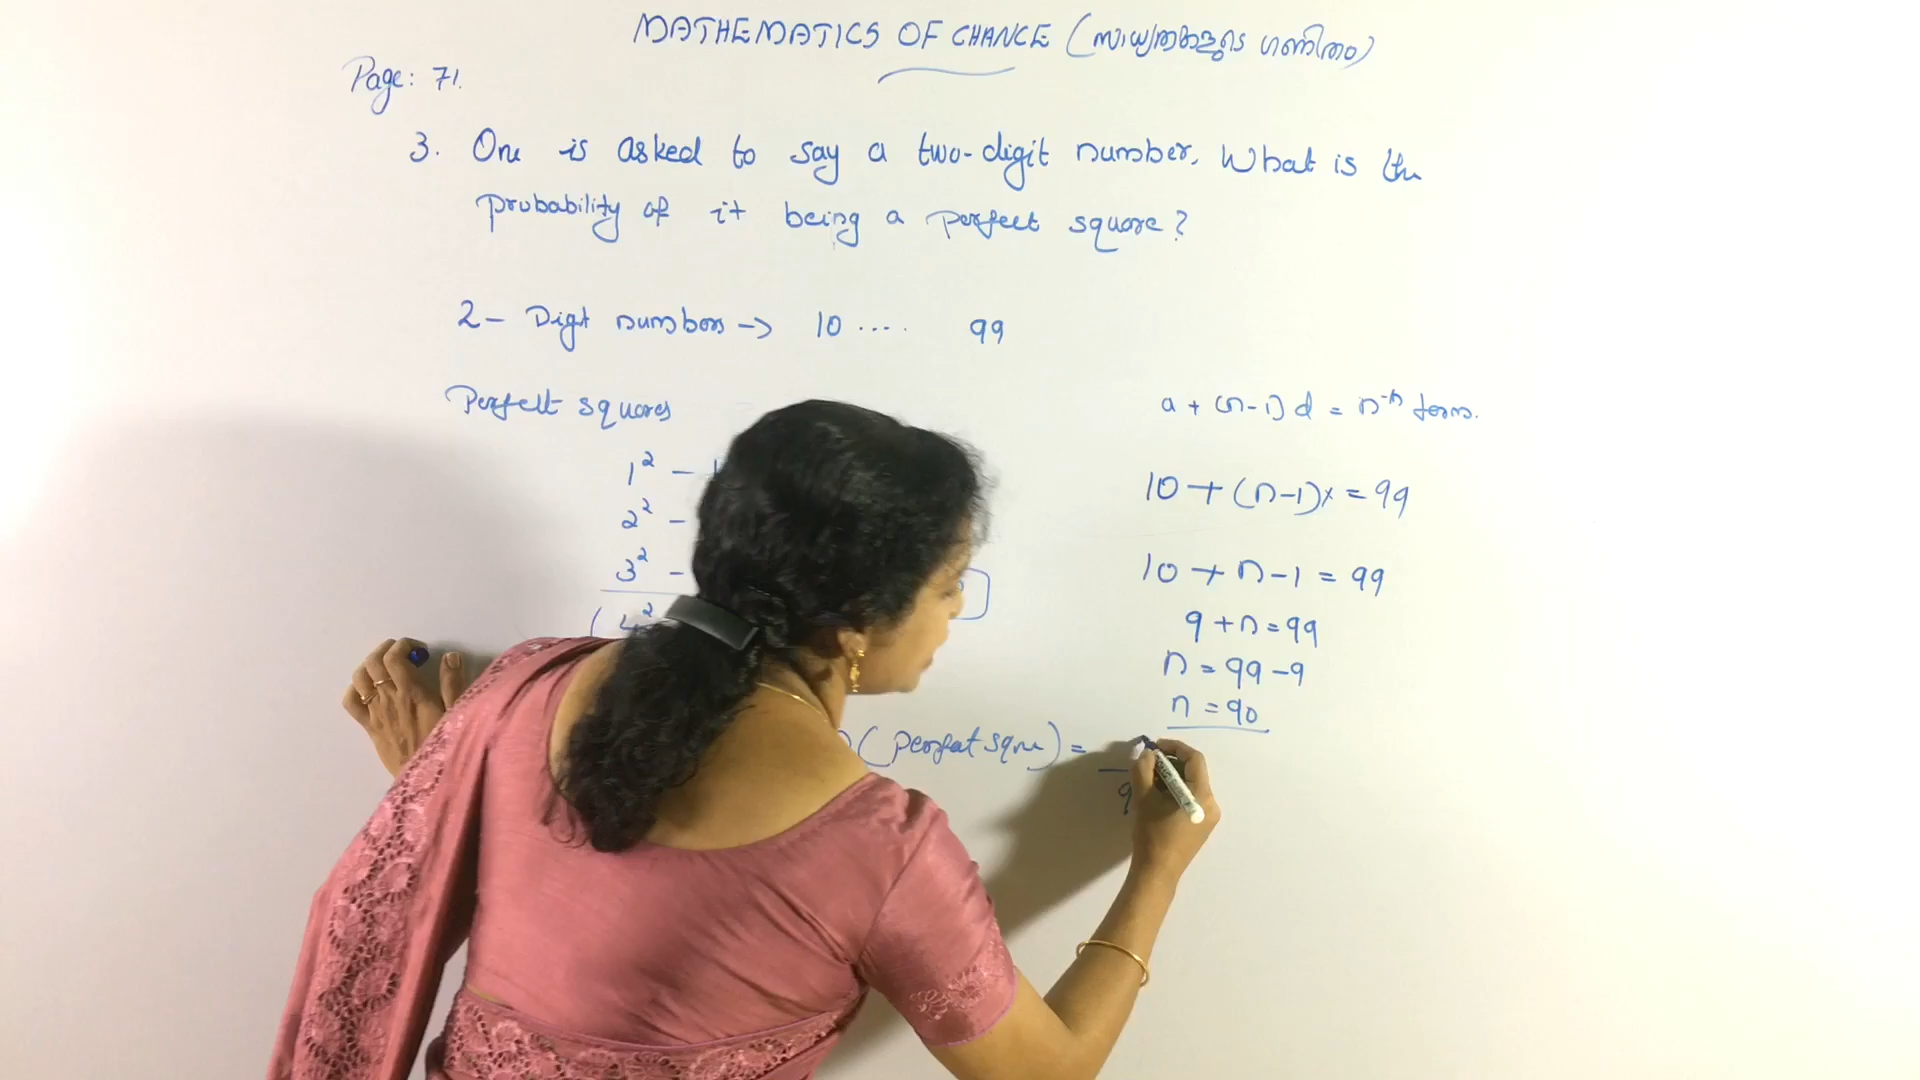 MATHEMATICS OF CHANCE (സാധ്യതകളുടെ ഗണിതം)
Page: 71.
3. One is asked to say a two-digit number. What is the
probability of it being a perfect square?
2- Digit numbers -> 10 .... 99
Perfect squares
1² -
2² -
3² -
4²
a + (n-1) d = nth term.
10 + (n-1)x = 99
10 + n-1 = 99
9 + n = 99
n = 99 - 9
n = 90
(perfect sqre) =
9